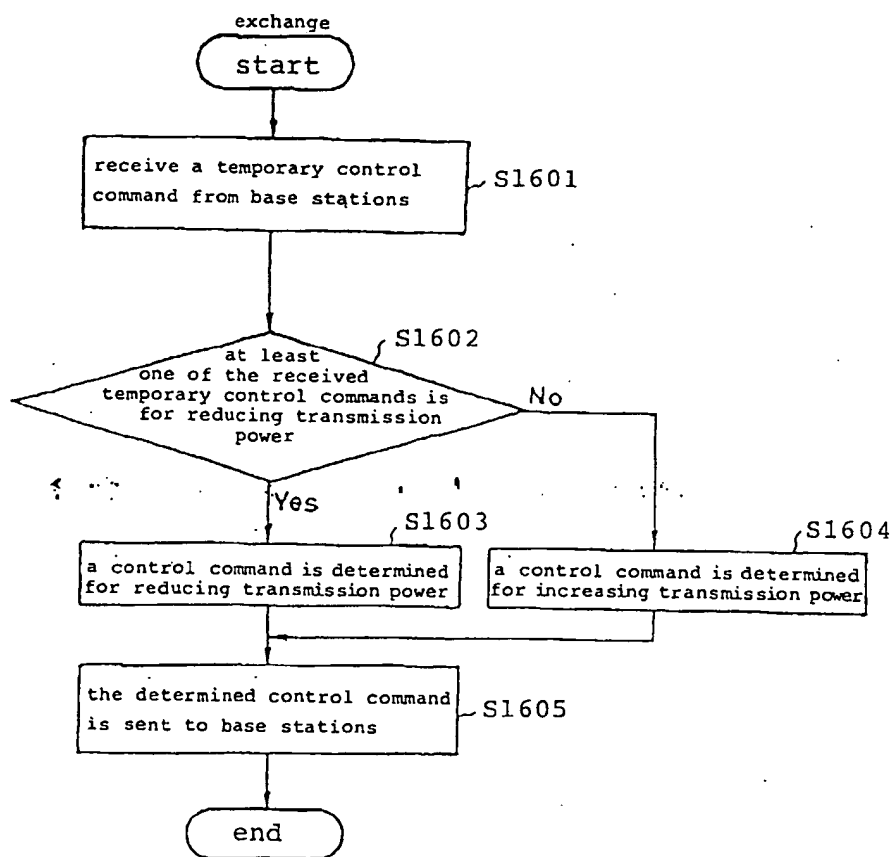 exchange
start
receive a temporary control
command from base stations
S1601
S1602
at least
one of the received
temporary control commands is
for reducing transmission
power
No
Yes
S1603
S1604
a control command is determined
for reducing transmission power
a control command is determined
for increasing transmission power
the determined control command
is sent to base stations
S1605
end